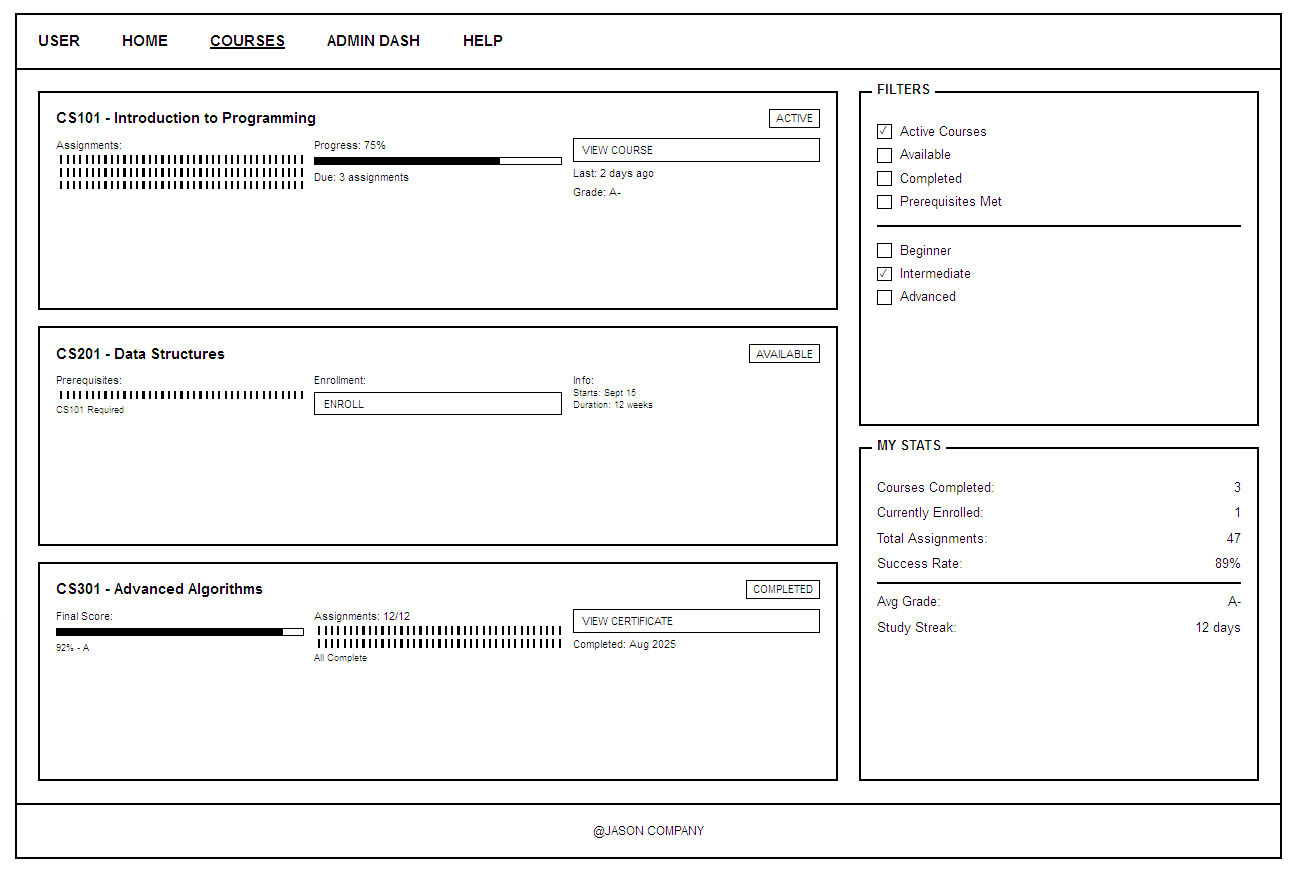 USER HOME COURSES ADMIN DASH HELP
CS101 - Introduction to Programming
ACTIVE
Assignments:
Progress: 75%
Due: 3 assignments
VIEW COURSE
Last: 2 days ago
Grade: A-
CS201 - Data Structures
AVAILABLE
Prerequisites:
CS101 Required
Enrollment:
ENROLL
Info:
Starts: Sept 15
Duration: 12 weeks
CS301 - Advanced Algorithms
COMPLETED
Final Score:
92% - A
Assignments: 12/12
All Complete
VIEW CERTIFICATE
Completed: Aug 2025
FILTERS
Active Courses
Available
Completed
Prerequisites Met
Beginner
Intermediate
Advanced
MY STATS
Courses Completed: 3
Currently Enrolled: 1
Total Assignments: 47
Success Rate: 89%
Avg Grade: A-
Study Streak: 12 days
@JASON COMPANY